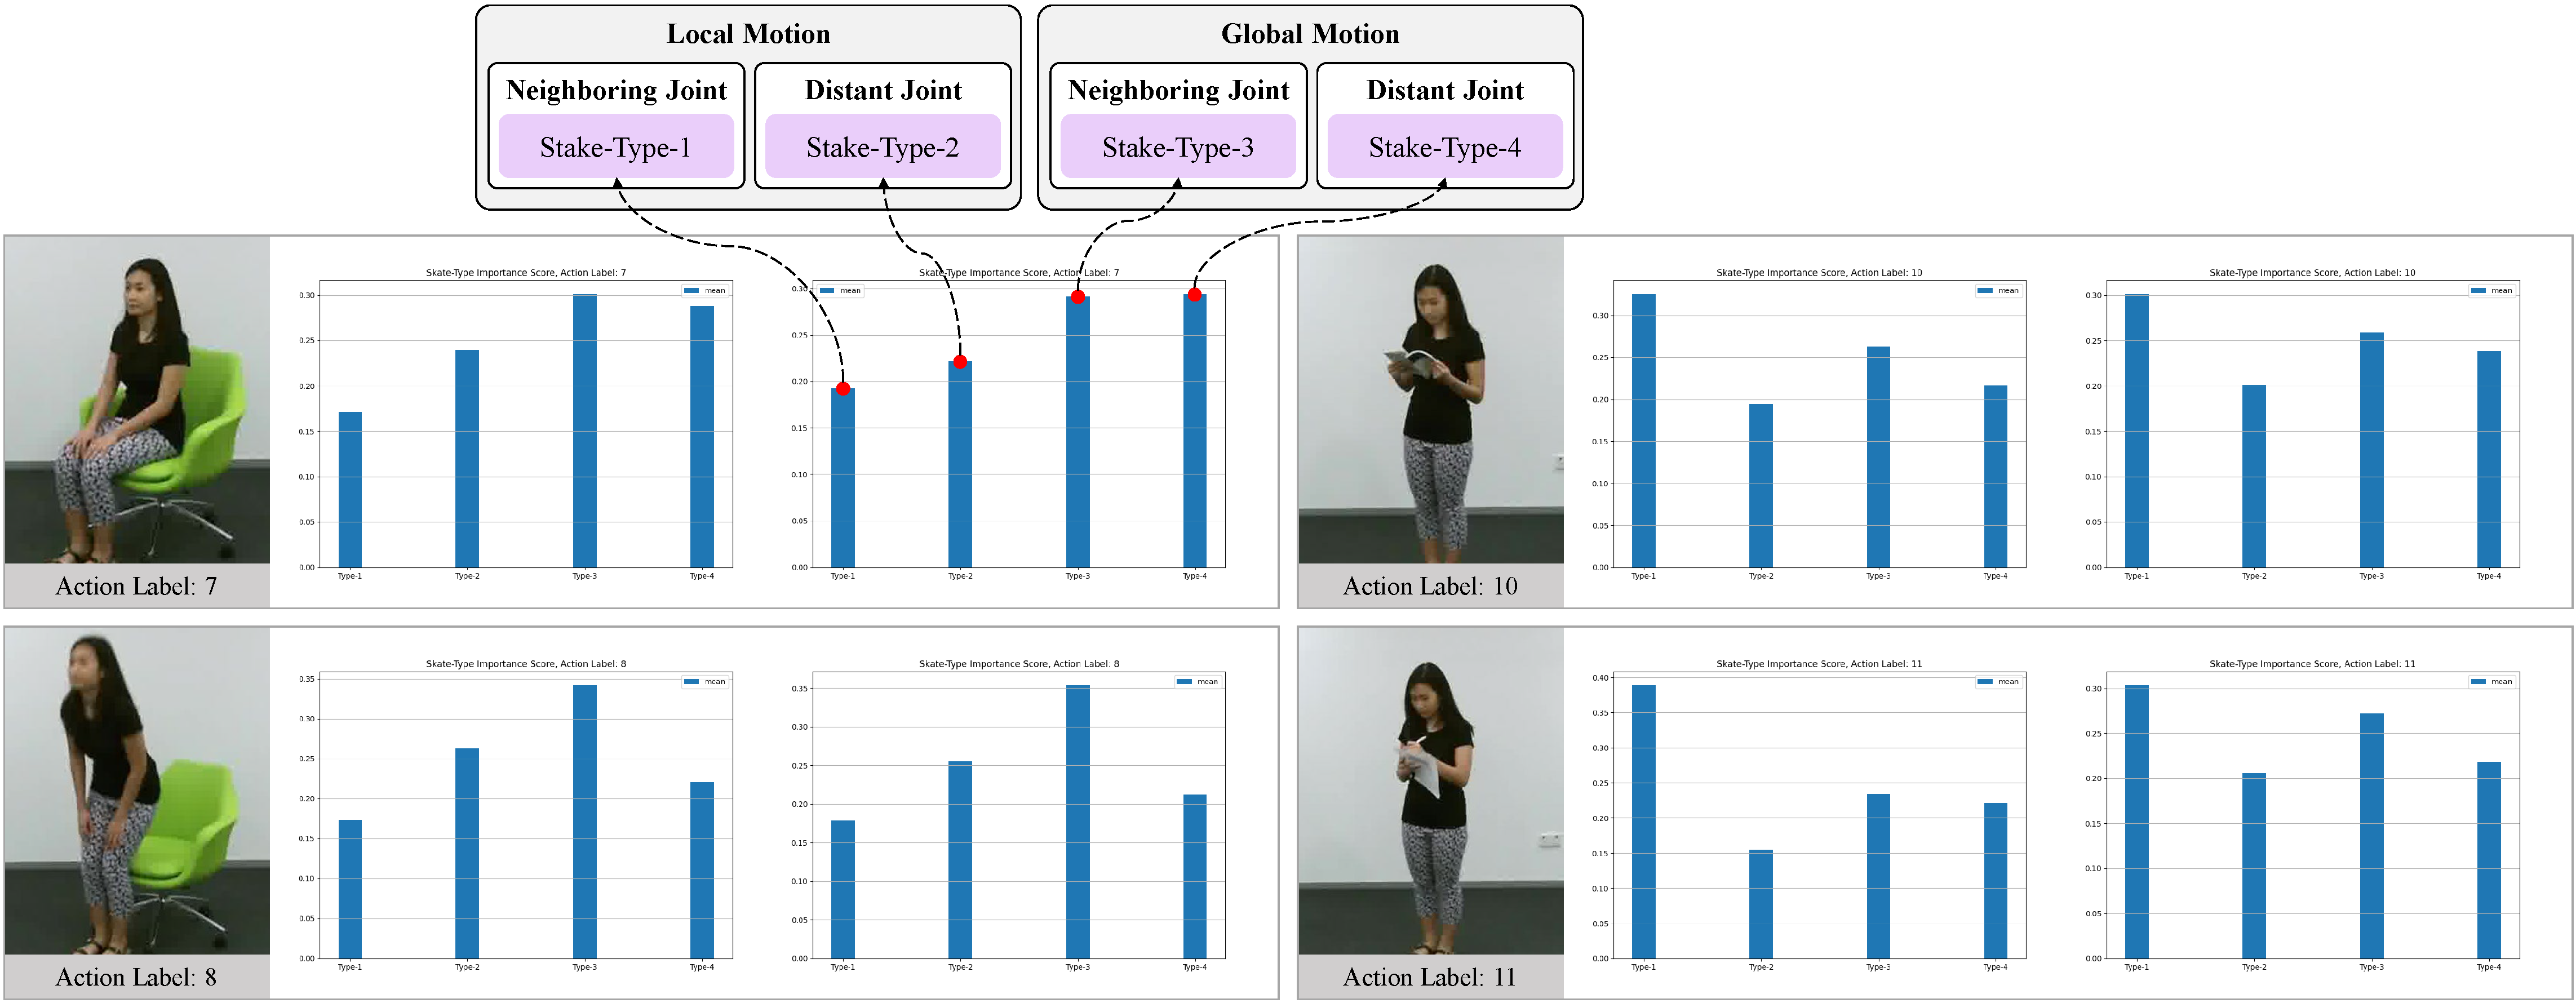 Local Motion
Global Motion
Neighboring Joint
Distant Joint
Neighboring Joint
Distant Joint
Stake-Type-1
Stake-Type-2
Stake-Type-3
Stake-Type-4
Skate-Type Importance Score, Action Label: 7
mean
0.30
0.25
0.20
0.15
0.10
0.05
0.00
Type-1
Type-2
Type-3
Type-4
Skate-Type Importance Score, Action Label: 7
mean
0.30
0.25
0.20
0.15
0.10
0.05
0.00
Type-1
Type-2
Type-3
Type-4
Action Label: 7
Skate-Type Importance Score, Action Label: 10
mean
0.30
0.25
0.20
0.15
0.10
0.05
0.00
Type-1
Type-2
Type-3
Type-4
Skate-Type Importance Score, Action Label: 10
mean
0.30
0.25
0.20
0.15
0.10
0.05
0.00
Type-1
Type-2
Type-3
Type-4
Action Label: 10
Skate-Type Importance Score, Action Label: 8
mean
0.35
0.30
0.25
0.20
0.15
0.10
0.05
0.00
Type-1
Type-2
Type-3
Type-4
Skate-Type Importance Score, Action Label: 8
mean
0.35
0.30
0.25
0.20
0.15
0.10
0.05
0.00
Type-1
Type-2
Type-3
Type-4
Action Label: 8
Skate-Type Importance Score, Action Label: 11
mean
0.40
0.35
0.30
0.25
0.20
0.15
0.10
0.05
0.00
Type-1
Type-2
Type-3
Type-4
Skate-Type Importance Score, Action Label: 11
mean
0.30
0.25
0.20
0.15
0.10
0.05
0.00
Type-1
Type-2
Type-3
Type-4
Action Label: 11